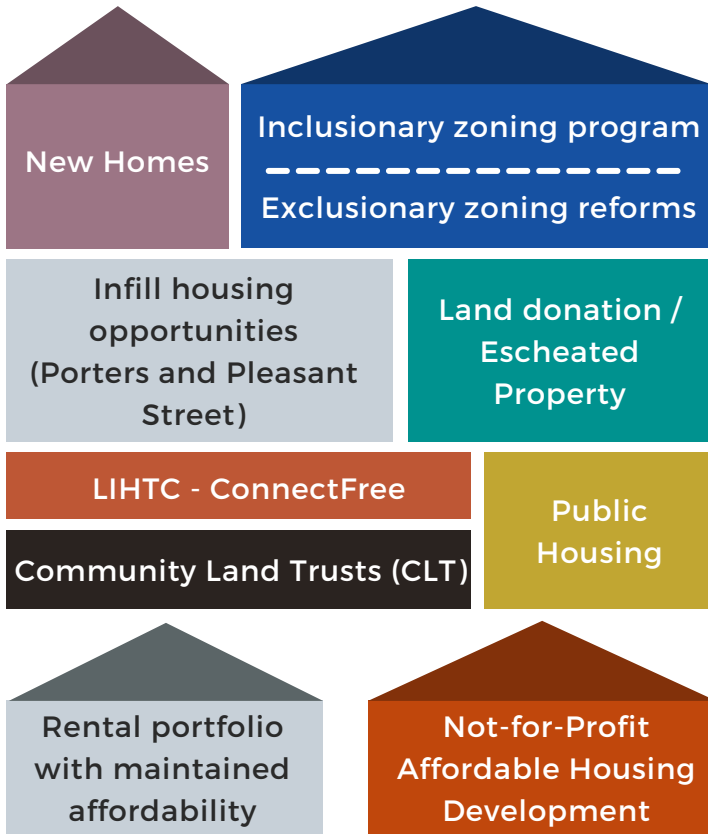 New Homes
Inclusionary zoning program
Exclusionary zoning reforms
Infill housing
opportunities
(Porters and Pleasant
Street)
Land donation /
Escheated
Property
LIHTC - ConnectFree
Community Land Trusts (CLT)
Public
Housing
Rental portfolio
with maintained
affordability
Not-for-Profit
Affordable Housing
Development